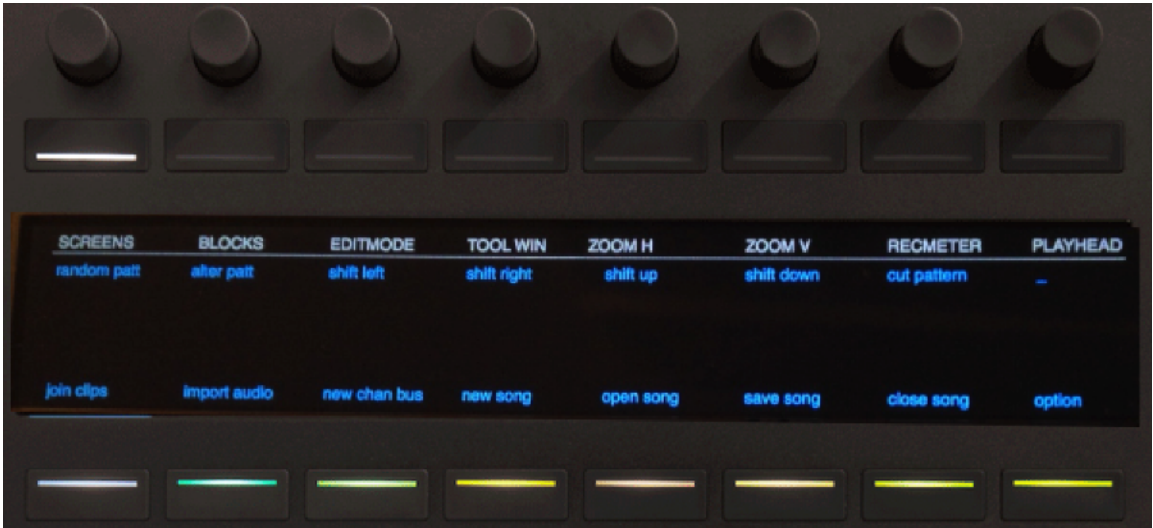 SCREENS BLOCKS EDITMODE TOOL WIN ZOOM H ZOOM V RECMETER PLAYHEAD
random patt alter patt shift left shift right shift up shift down cut pattern _
join clips import audio new chan bus new song open song save song close song option